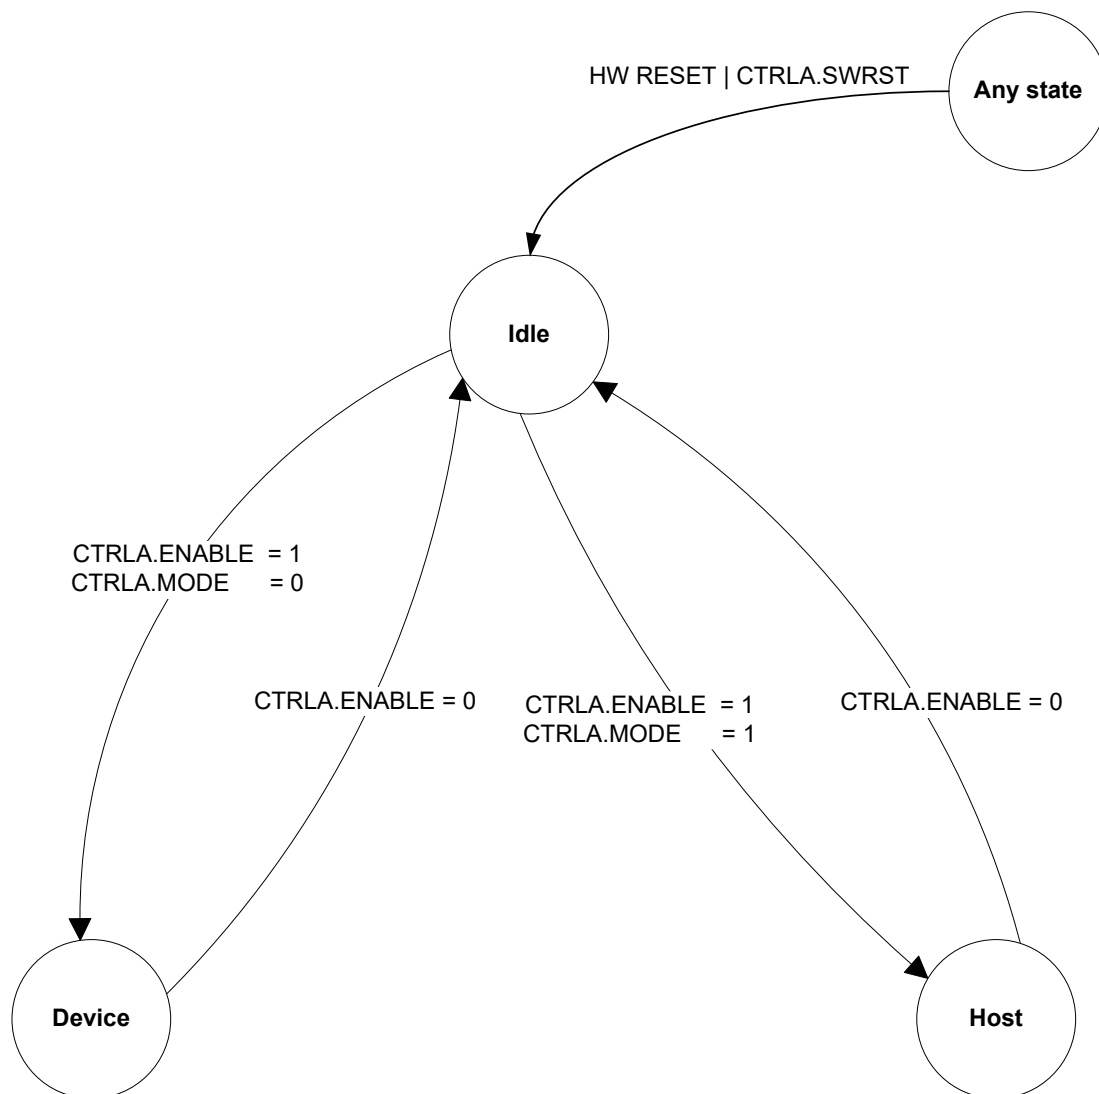 HW RESET | CTRLA.SWRST
Any state
Idle
CTRLA.ENABLE = 1
CTRLA.MODE = 0
CTRLA.ENABLE = 0
CTRLA.ENABLE = 1
CTRLA.MODE = 1
CTRLA.ENABLE = 0
Device
Host